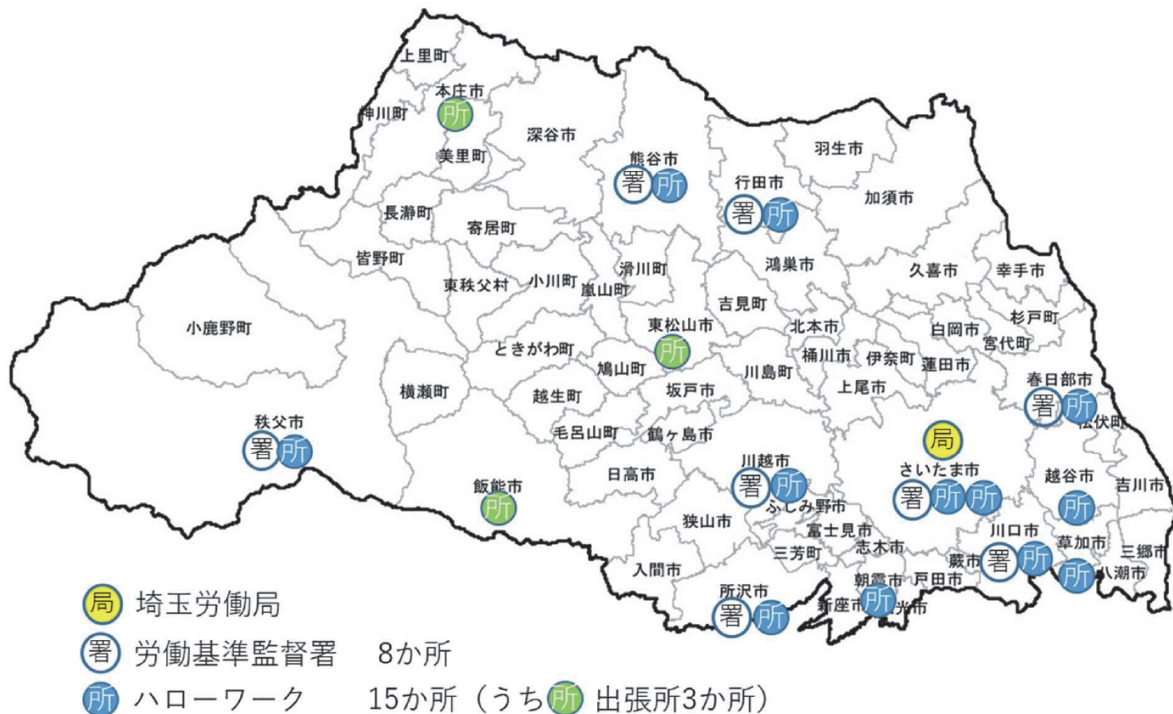 上里町
本庄市
所
神川町
美里町
深谷市
熊谷市
署 所
行田市
署 所
羽生市
加須市
長瀞町
寄居町
皆野町
東秩父村
小川町
嵐山町
滑川町
吉見町
鴻巣市
久喜市
幸手市
杉戸町
小鹿野町
東松山市
所
北本市
白岡市
宮代町
ときがわ町
鳩山町
川島町
桶川市
伊奈町
蓮田市
横瀬町
越生町
坂戸市
上尾市
春日部市
署 所
松伏町
秩父市
署 所
毛呂山町
鶴ヶ島市
局
さいたま市
署 所 所
日高市
川越市
署 所
越谷市
所
吉川市
飯能市
所
ふじみ野市
狭山市
富士見市
川口市
署 所
草加市
所
三郷市
八潮市
三芳町
志木市
蕨市
入間市
朝霞市
所
戸田市
所沢市
署 所
新座市
光市
局 埼玉労働局
署 労働基準監督署 8か所
所 ハローワーク 15か所（うち 所 出張所3か所）